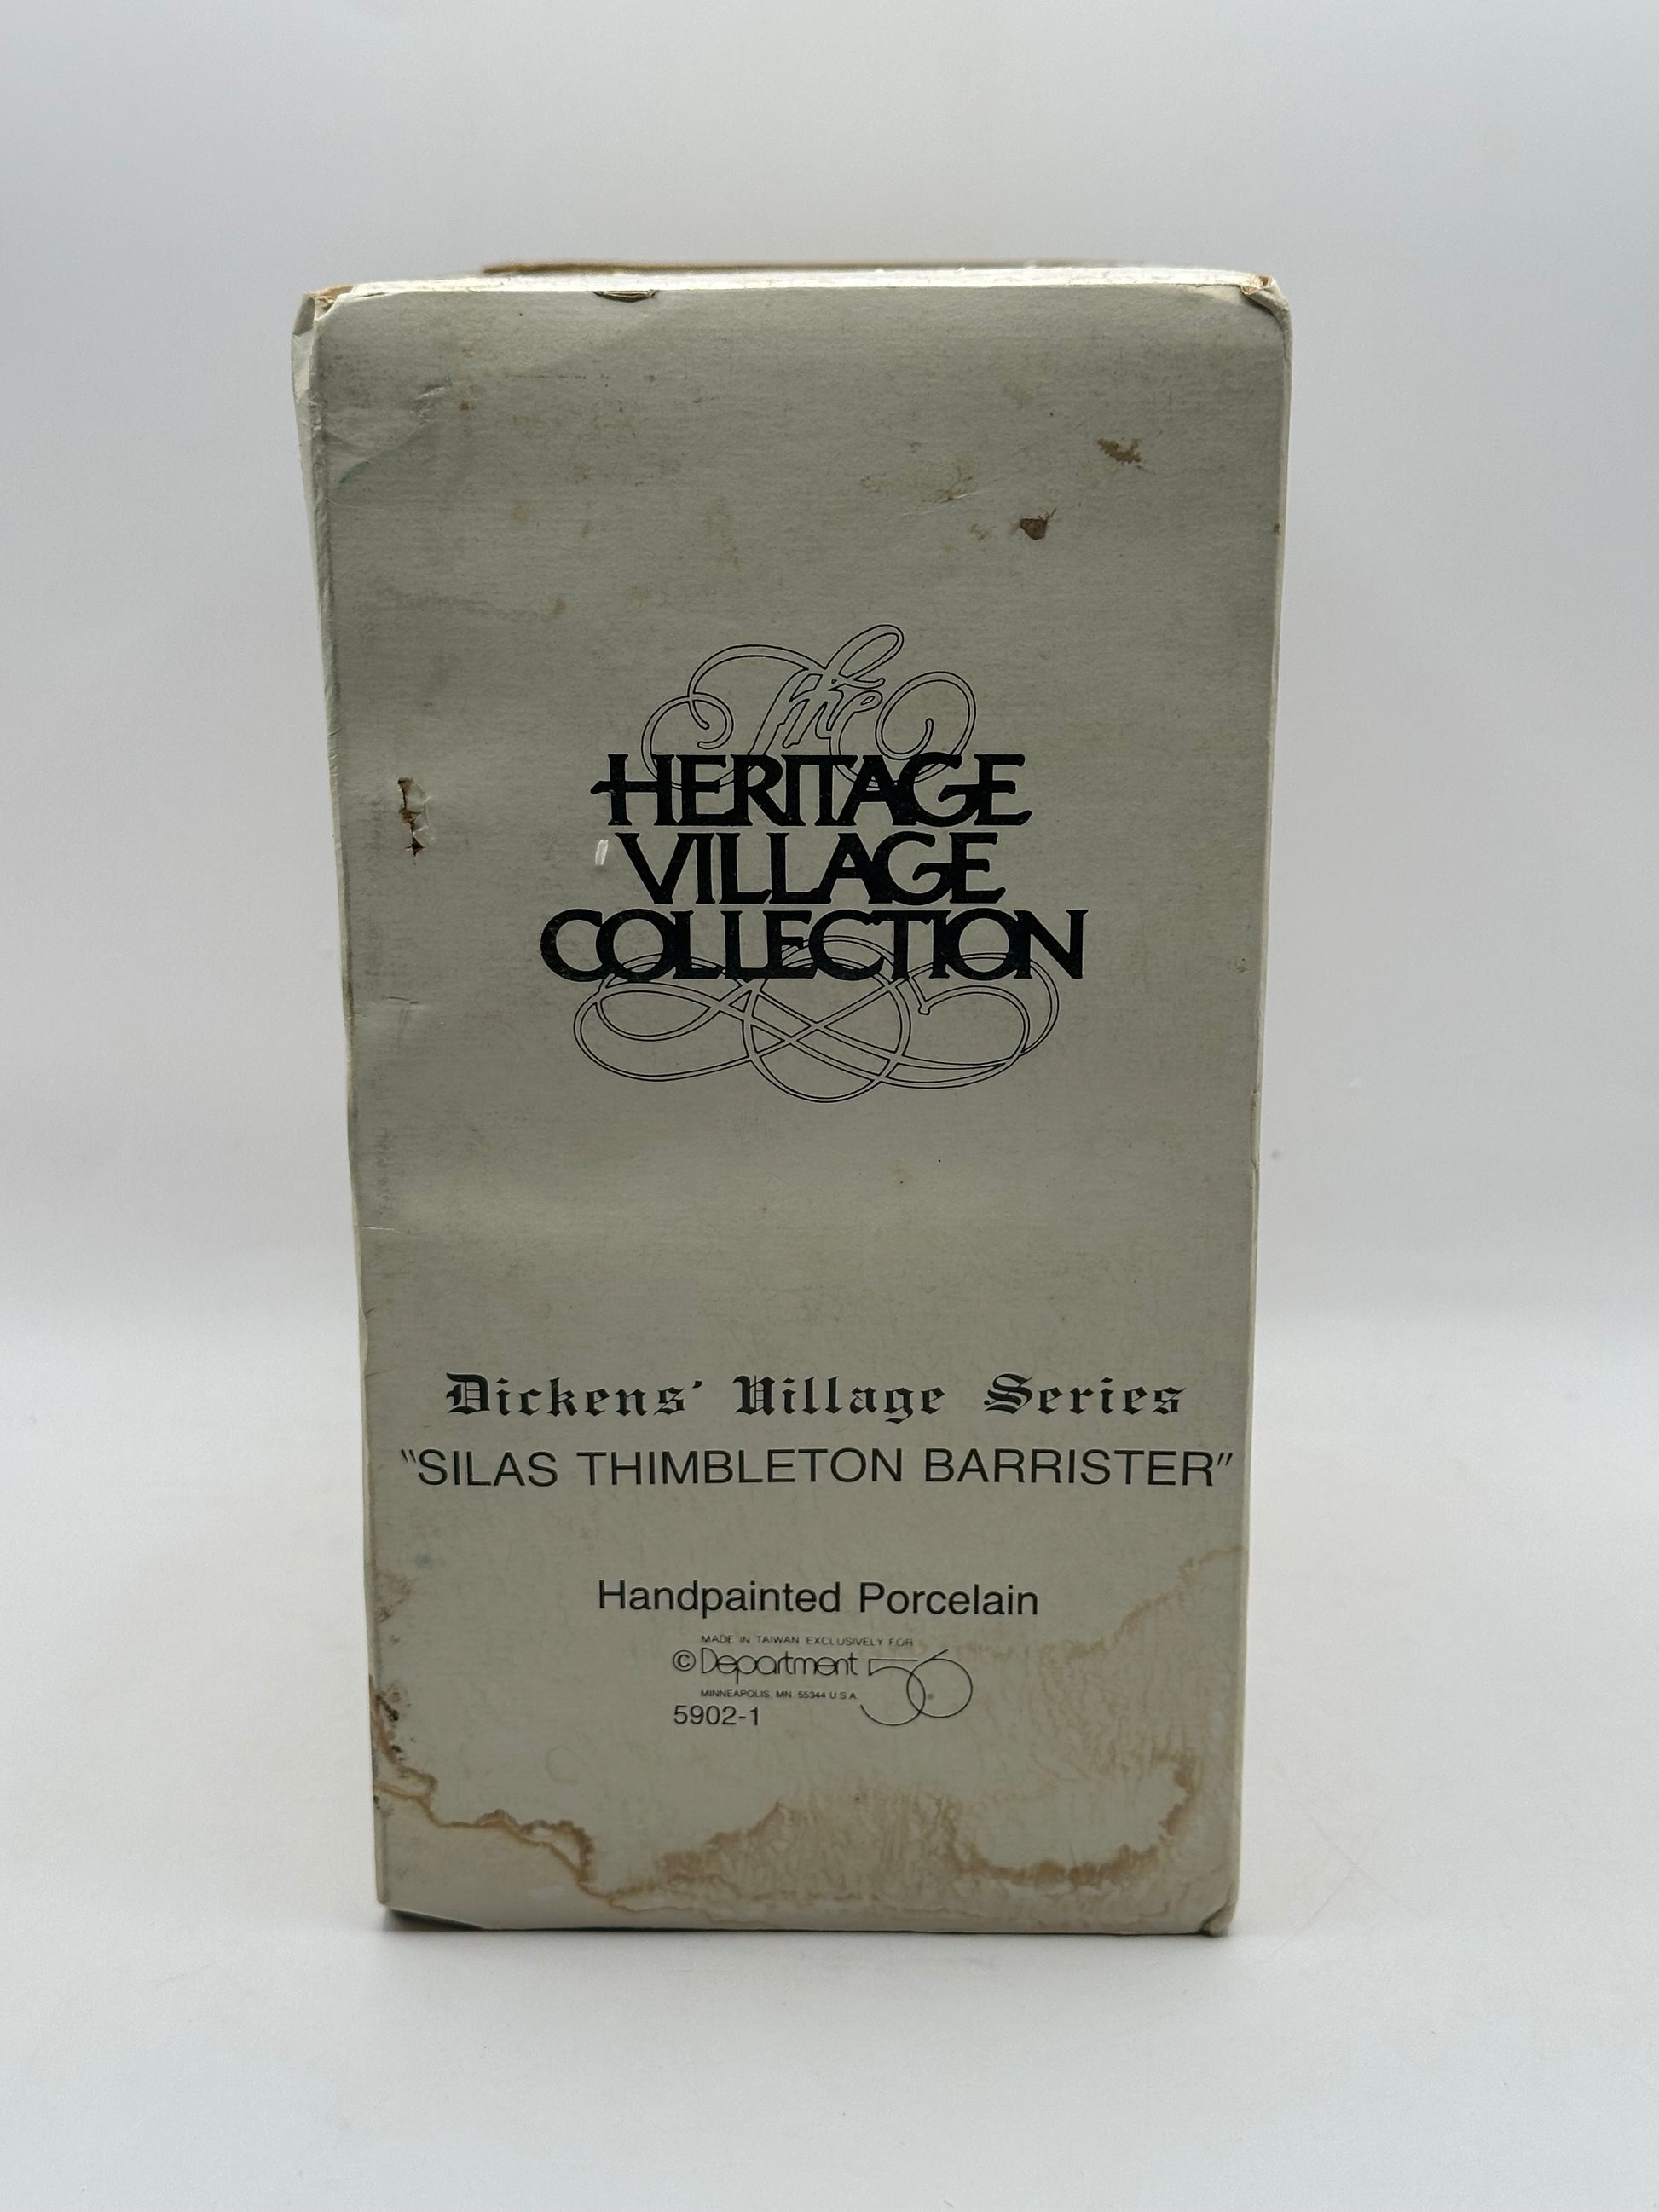 The
HERITAGE
VILLAGE
COLLECTION
Dickens' Village Series
"SILAS THIMBLETON BARRISTER"
Handpainted Porcelain
MADE IN TAIWAN EXCLUSIVELY FOR
© Department 56
MINNEAPOLIS, MN 55344 U.S.A.
5902-1